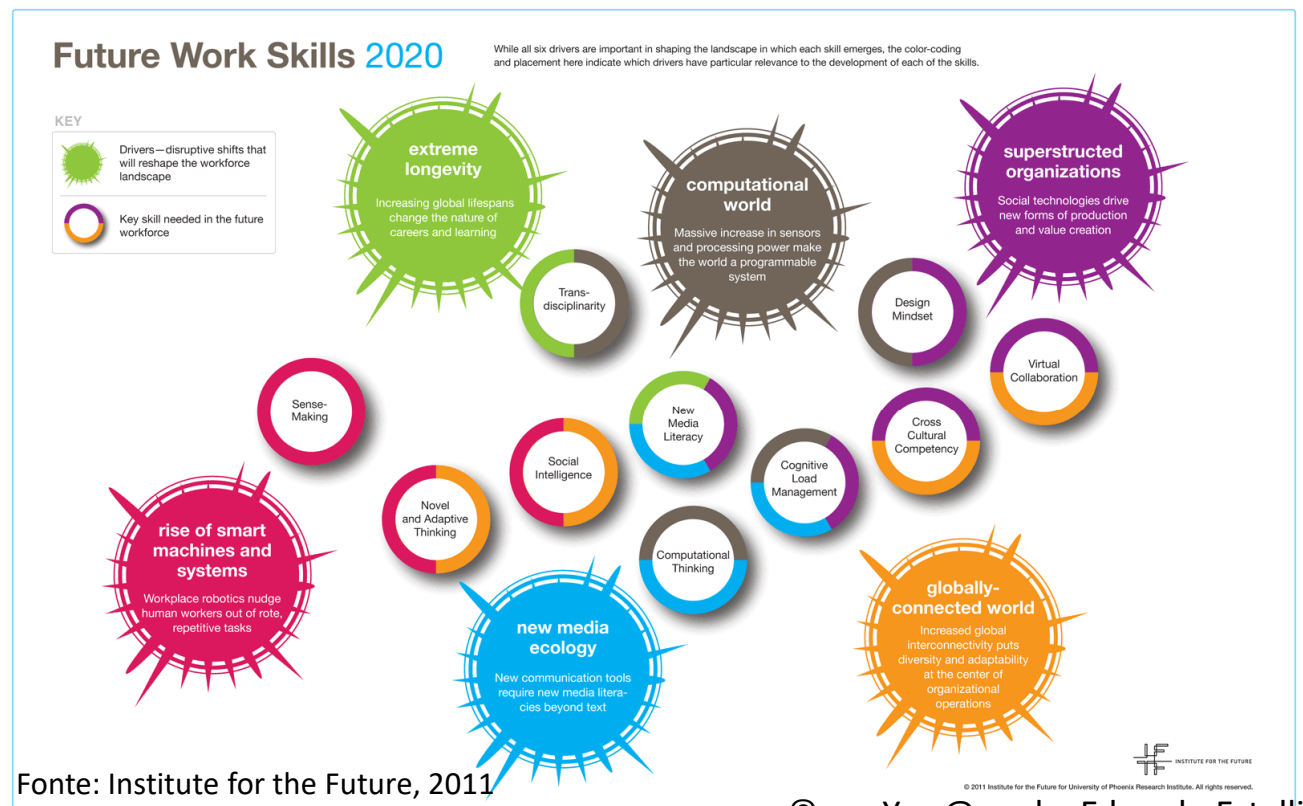 Future Work Skills 2020
While all six drivers are important in shaping the landscape in which each skill emerges, the color-coding
and placement here indicate which drivers have particular relevance to the development of each of the skills.
KEY
Drivers—disruptive shifts that
will reshape the workforce
landscape
Key skill needed in the future
workforce
extreme
longevity
Increasing global lifespans
change the nature of
careers and learning
computational
world
Massive increase in sensors
and processing power make
the world a programmable
system
superstructed
organizations
Social technologies drive
new forms of production
and value creation
Trans-
disciplinarity
Design
Mindset
Virtual
Collaboration
Sense-
Making
New
Media
Literacy
Cross
Cultural
Competency
Social
Intelligence
Cognitive
Load
Management
Novel
and Adaptive
Thinking
Computational
Thinking
rise of smart
machines and
systems
Workplace robotics nudge
human workers out of rote,
repetitive tasks
new media
ecology
New communication tools
require new media litera-
cies beyond text
globally-
connected world
Increased global
interconnectivity puts
diversity and adaptability
at the center of
organizational
operations
INSTITUTE FOR THE FUTURE
© 2011 Institute for the Future for University of Phoenix Research Institute. All rights reserved.
Fonte: Institute for the Future, 2011